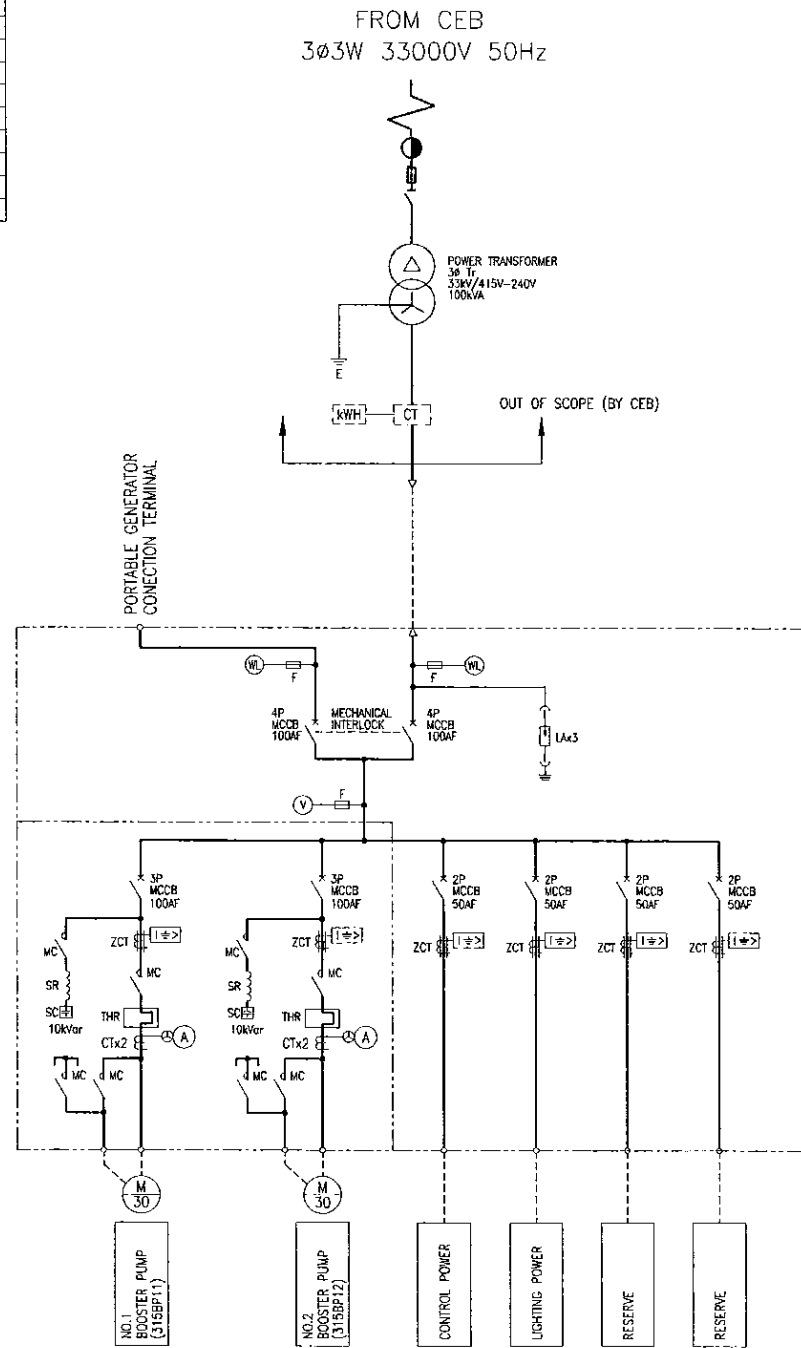 FROM CEB
3ø3W 33000V 50Hz
POWER TRANSFORMER
3ø Tr
33kV/415V-240V
100kVA
E
kWH
CT
OUT OF SCOPE (BY CEB)
PORTABLE GENERATOR
CONECTION TERMINAL
WL
F
F
WL
4P
MCCB
100AF
MECHANICAL
INTERLOCK
4P
MCCB
100AF
LAx3
V
F
3P
MCCB
100AF
3P
MCCB
100AF
2P
MCCB
50AF
2P
MCCB
50AF
2P
MCCB
50AF
2P
MCCB
50AF
MC
ZCT
I >
MC
ZCT
I >
ZCT
I >
ZCT
I >
ZCT
I >
ZCT
I >
SR
MC
SR
MC
SC
10kVar
THR
SC
10kVar
THR
CTx2
A
CTx2
A
MC
MC
MC
MC
M
30
M
30
NO.1
BOOSTER PUMP
(315BP11)
NO.2
BOOSTER PUMP
(315BP12)
CONTROL POWER
LIGHTING POWER
RESERVE
RESERVE